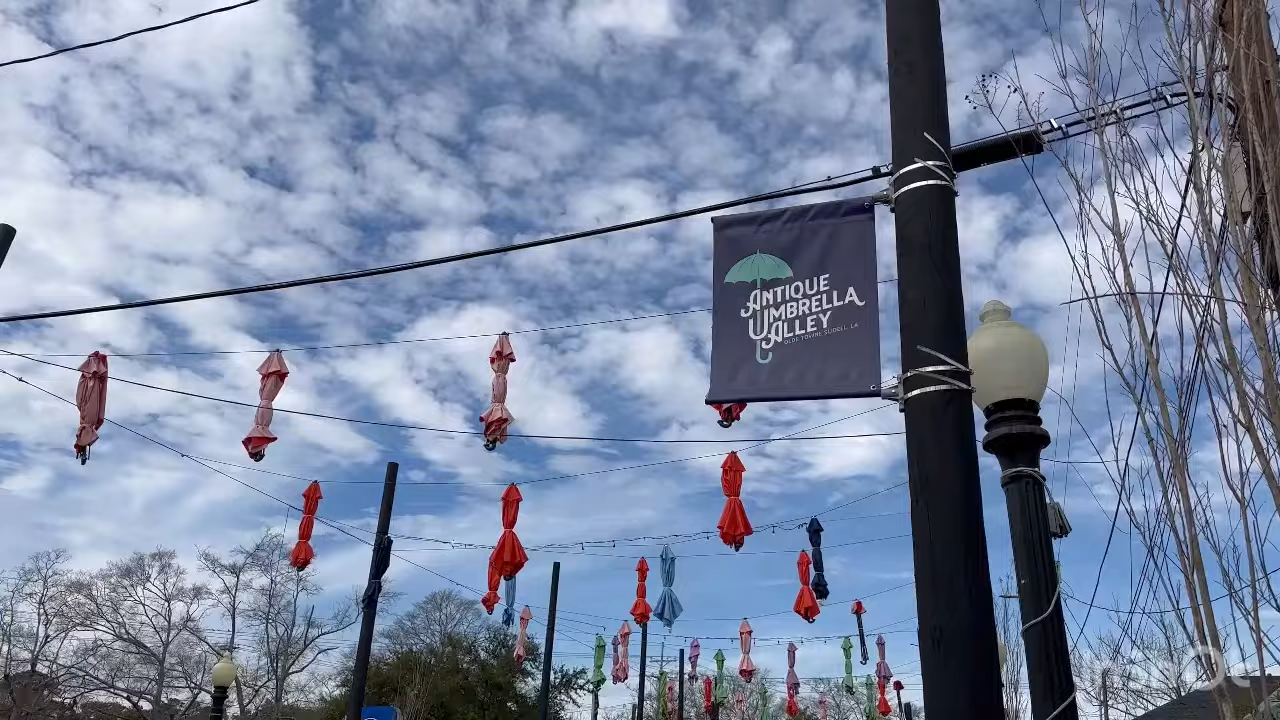 ANTIQUE
UMBRELLA
ALLEY
OLDE TOWNE SLIDELL, LA